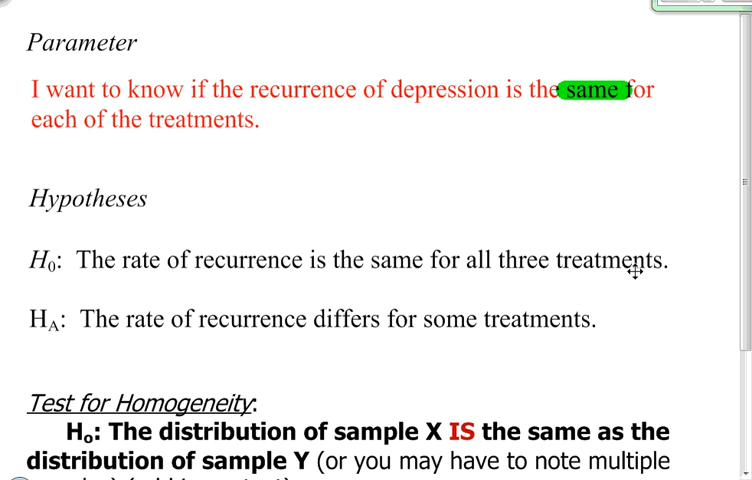 Parameter
I want to know if the recurrence of depression is the same for
each of the treatments.
Hypotheses
H₀: The rate of recurrence is the same for all three treatments.
H_A: The rate of recurrence differs for some treatments.
Test for Homogeneity:
Hₒ: The distribution of sample X IS the same as the
distribution of sample Y (or you may have to note multiple